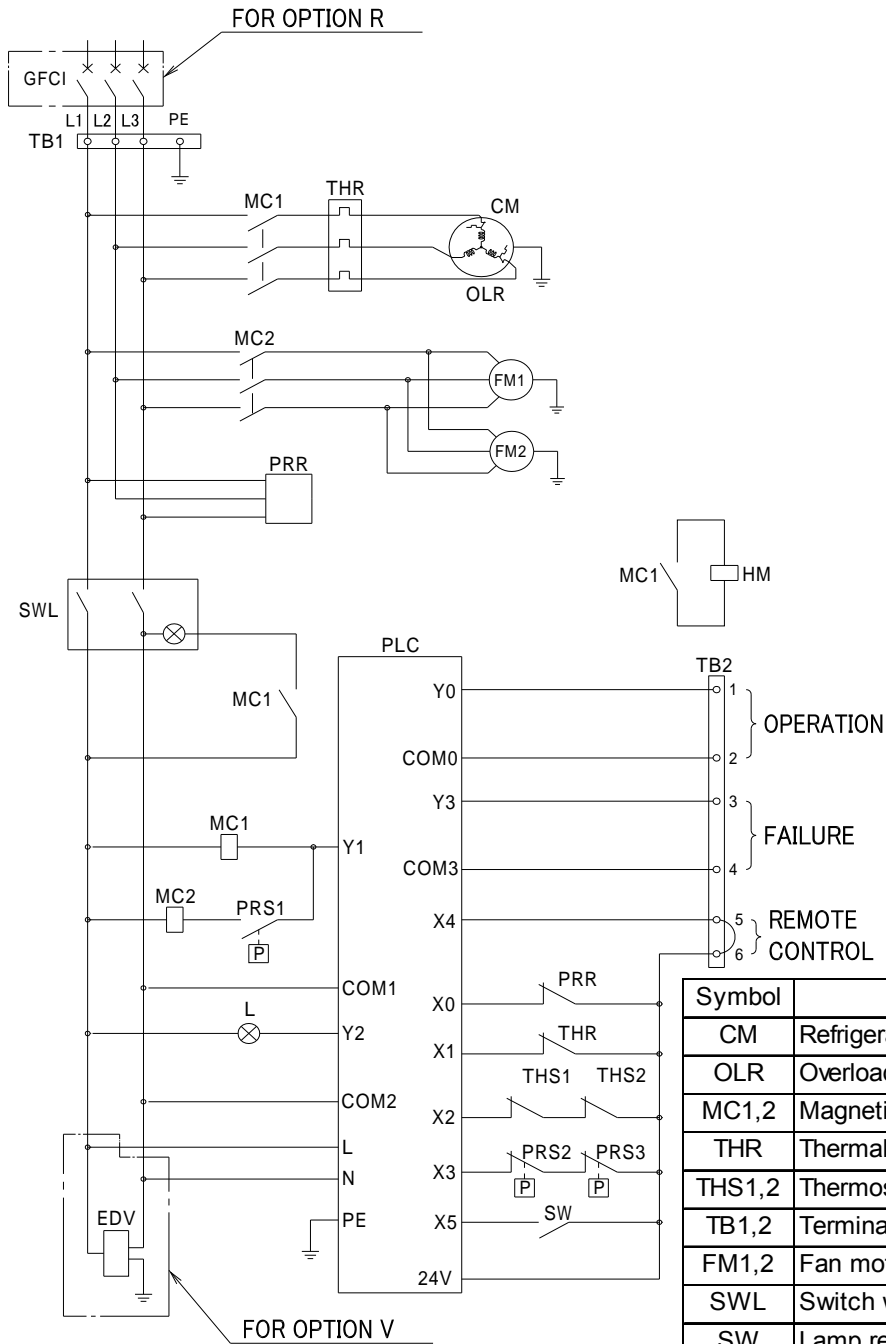 FOR OPTION R
GFCI
L1 L2 L3 PE
TB1
MC1
THR
CM
OLR
MC2
FM1
FM2
PRR
MC1
HM
SWL
PLC
TB2
MC1
Y0
1
OPERATION
COM0
2
Y3
3
FAILURE
COM3
4
MC1
Y1
MC2
PRS1
P
X4
5
REMOTE
CONTROL
6
COM1
X0
PRR
L
Y2
X1
THR
THS1 THS2
COM2
X2
L
N
X3
PRS2 PRS3
P P
PE
X5
SW
24V
EDV
FOR OPTION V
Symbol
CM Refrigera
OLR Overload
MC1,2 Magneti
THR Thermal
THS1,2 Thermos
TB1,2 Termina
FM1,2 Fan mot
SWL Switch w
SW Lamp re